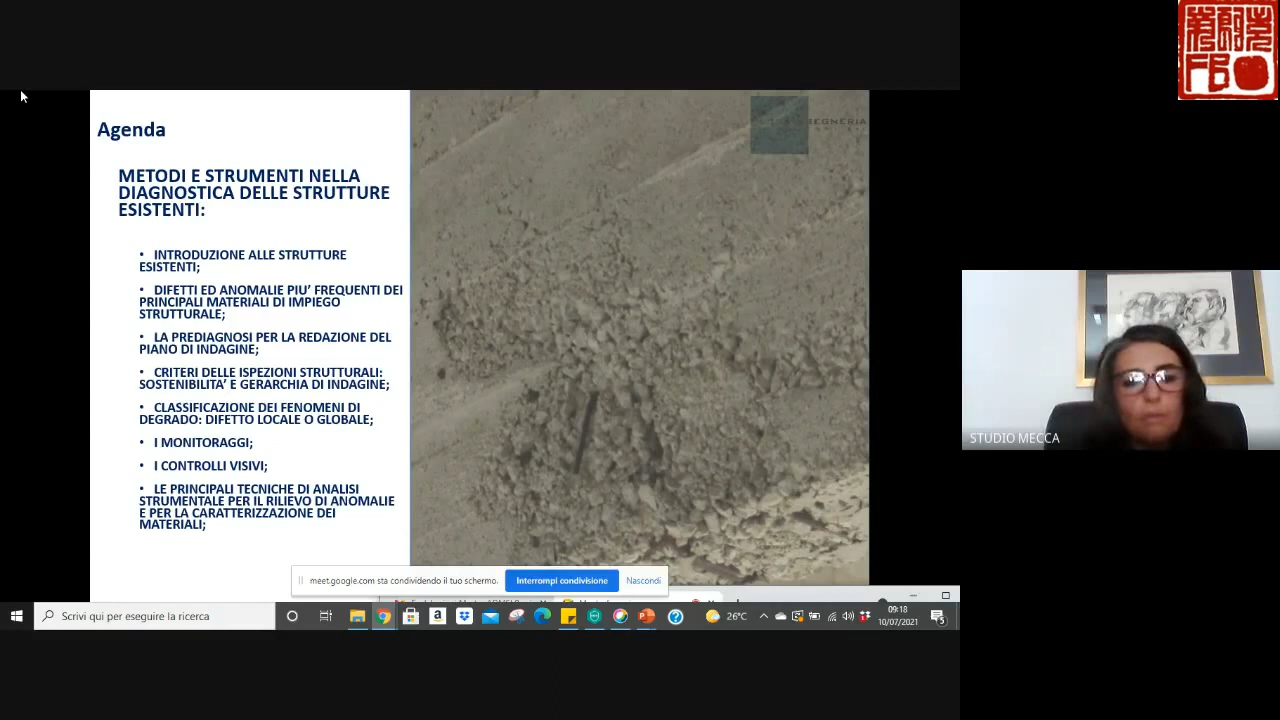 Agenda
METODI E STRUMENTI NELLA
DIAGNOSTICA DELLE STRUTTURE
ESISTENTI:
• INTRODUZIONE ALLE STRUTTURE
ESISTENTI;
• DIFETTI ED ANOMALIE PIU' FREQUENTI DEI
PRINCIPALI MATERIALI DI IMPIEGO
STRUTTURALE;
• LA PREDIAGNOSI PER LA REDAZIONE DEL
PIANO DI INDAGINE;
• CRITERI DELLE ISPEZIONI STRUTTURALI:
SOSTENIBILITA' E GERARCHIA DI INDAGINE;
• CLASSIFICAZIONE DEI FENOMENI DI
DEGRADO: DIFETTO LOCALE O GLOBALE;
• I MONITORAGGI;
• I CONTROLLI VISIVI;
• LE PRINCIPALI TECNICHE DI ANALISI
STRUMENTALE PER IL RILIEVO DI ANOMALIE
E PER LA CARATTERIZZAZIONE DEI
MATERIALI;
STUDIO MECCA
meet.google.com sta condividendo il tuo schermo.
Interrompi condivisione
Nascondi
Scrivi qui per eseguire la ricerca
26°C
09:18
10/07/2021
5